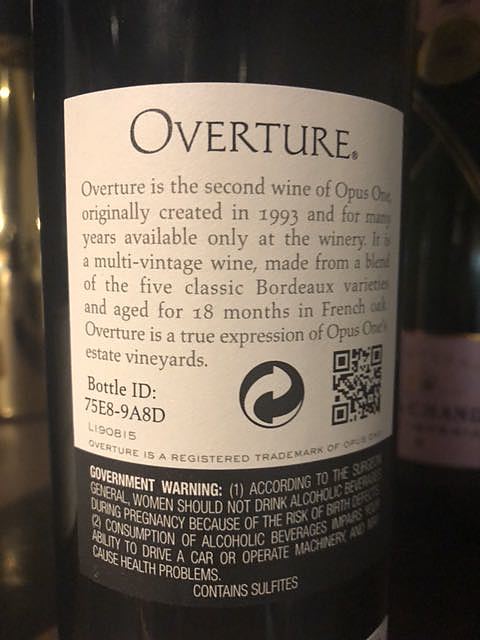 OVERTURE®
Overture is the second wine of Opus One,
originally created in 1993 and for many
years available only at the winery. It is
a multi-vintage wine, made from a blend
of the five classic Bordeaux varieties
and aged for 18 months in French oak.
Overture is a true expression of Opus One's
estate vineyards.
Bottle ID:
75E8-9A8D
L190815
OVERTURE IS A REGISTERED TRADEMARK OF OPUS ONE
GOVERNMENT WARNING: (1) ACCORDING TO THE SURGEON
GENERAL, WOMEN SHOULD NOT DRINK ALCOHOLIC BEVERAGES
DURING PREGNANCY BECAUSE OF THE RISK OF BIRTH DEFECTS.
(2) CONSUMPTION OF ALCOHOLIC BEVERAGES IMPAIRS YOUR
ABILITY TO DRIVE A CAR OR OPERATE MACHINERY, AND MAY
CAUSE HEALTH PROBLEMS.
CONTAINS SULFITES
CHAND